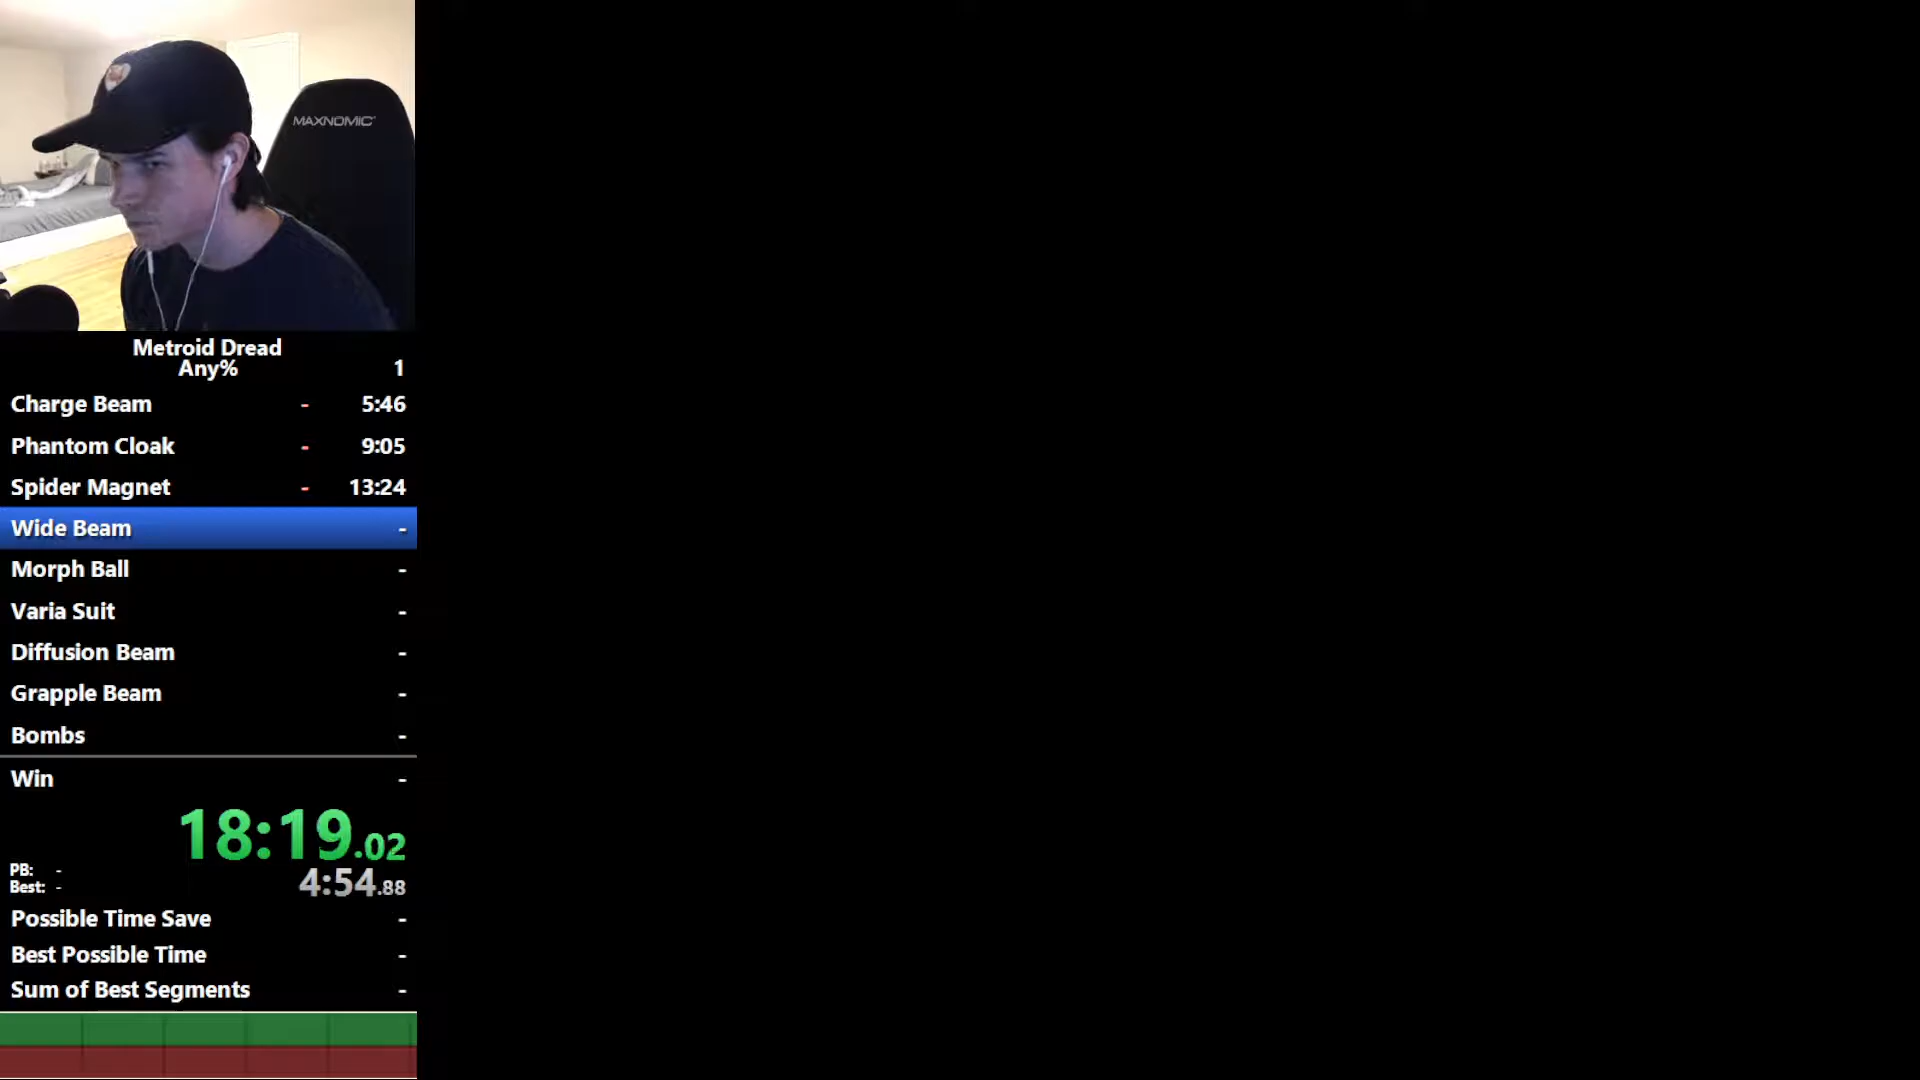 MAXNOMIC
Metroid Dread
Any% 1
Charge Beam - 5:46
Phantom Cloak - 9:05
Spider Magnet - 13:24
Wide Beam -
Morph Ball -
Varia Suit -
Diffusion Beam -
Grapple Beam -
Bombs -
Win -
18:19.02
PB: -
Best: -
4:54.88
Possible Time Save -
Best Possible Time -
Sum of Best Segments -